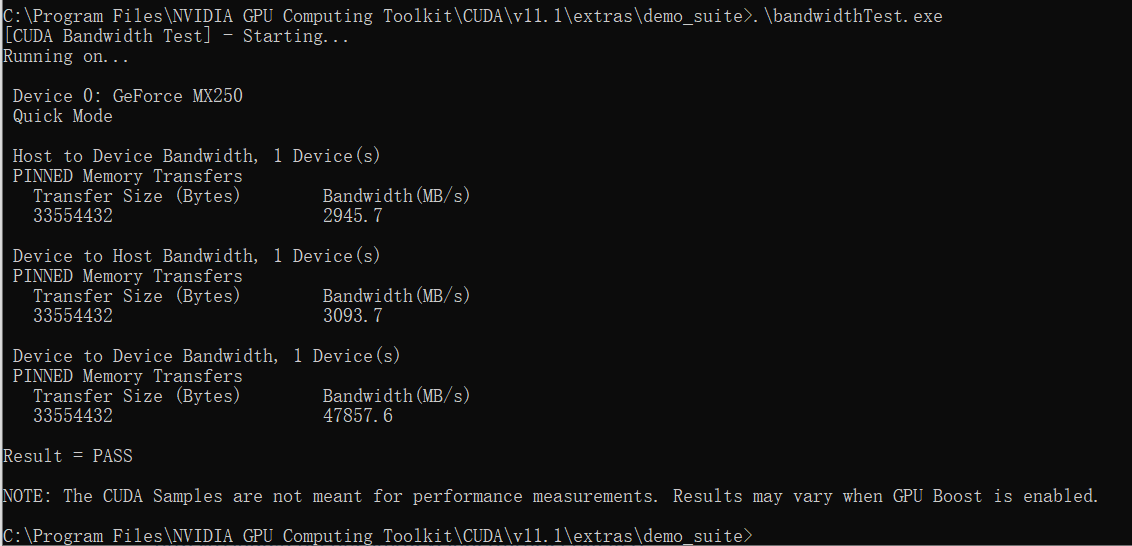 C:\Program Files\NVIDIA GPU Computing Toolkit\CUDA\v11.1\extras\demo_suite>.\bandwidthTest.exe
[CUDA Bandwidth Test] - Starting...
Running on...
Device 0: GeForce MX250
Quick Mode
Host to Device Bandwidth, 1 Device(s)
PINNED Memory Transfers
Transfer Size (Bytes) Bandwidth(MB/s)
33554432 2945.7
Device to Host Bandwidth, 1 Device(s)
PINNED Memory Transfers
Transfer Size (Bytes) Bandwidth(MB/s)
33554432 3093.7
Device to Device Bandwidth, 1 Device(s)
PINNED Memory Transfers
Transfer Size (Bytes) Bandwidth(MB/s)
33554432 47857.6
Result = PASS
NOTE: The CUDA Samples are not meant for performance measurements. Results may vary when GPU Boost is enabled.
C:\Program Files\NVIDIA GPU Computing Toolkit\CUDA\v11.1\extras\demo_suite>